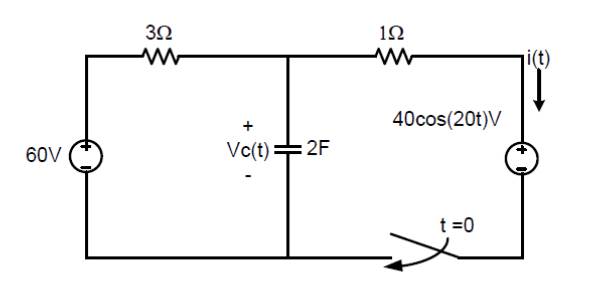 3Ω
1Ω
i(t)
40cos(20t)V
+
Vc(t)
2F
-
60V
+
-
+
-
t =0